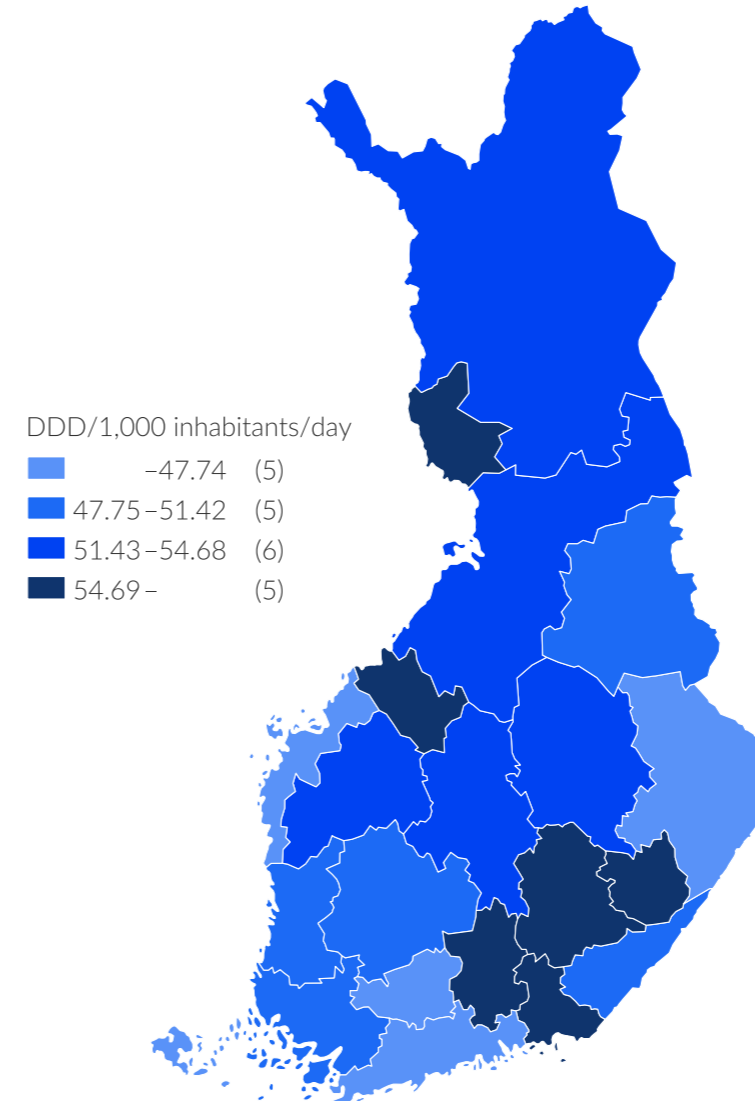 DDD/1,000 inhabitants/day
–47.74 (5)
47.75–51.42 (5)
51.43–54.68 (6)
54.69– (5)